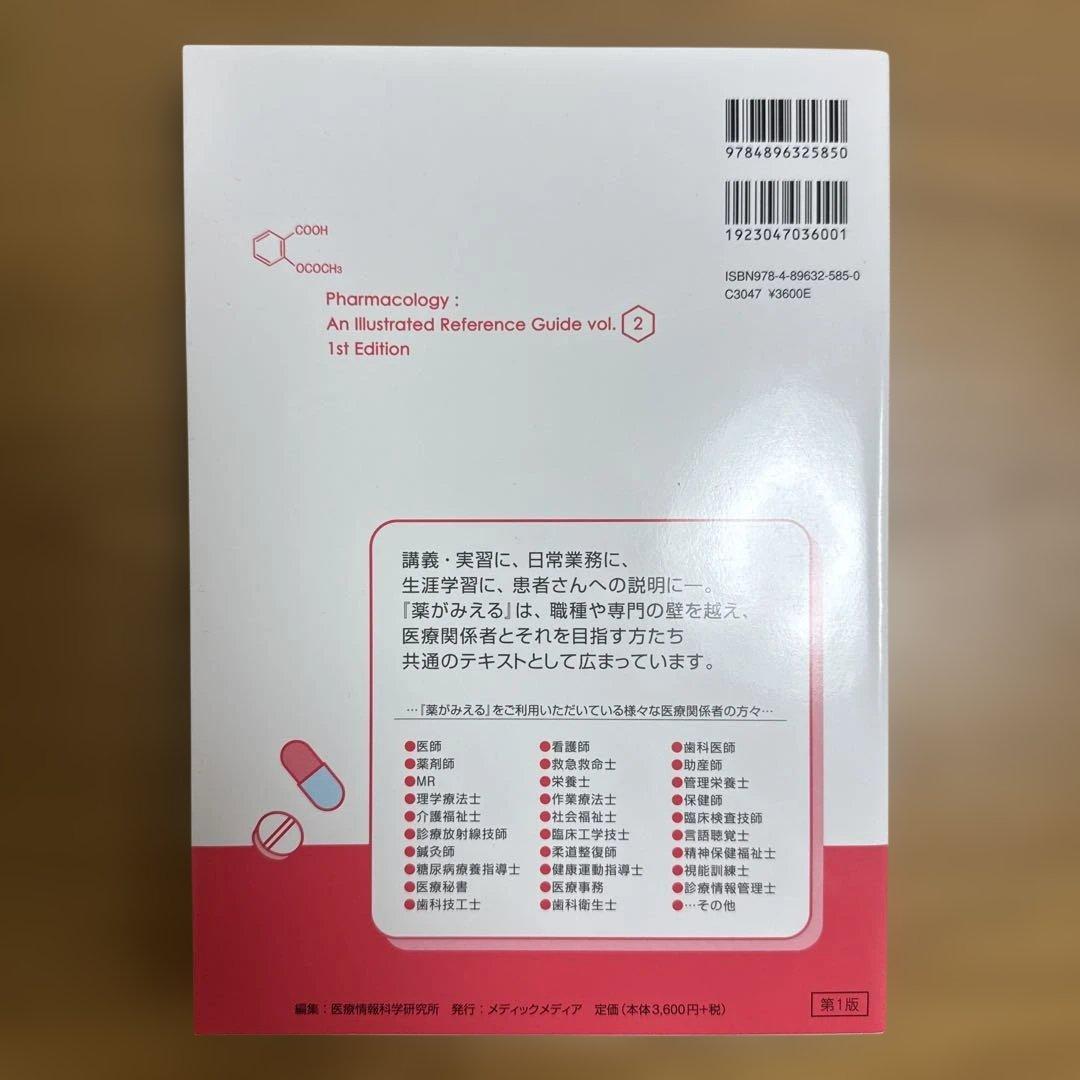 9784896325850
1923047036001
ISBN978-4-89632-585-0
C3047 ¥3600E
COOH
OCOCH3
Pharmacology :
An Illustrated Reference Guide vol. 2
1st Edition
講義・実習に、日常業務に、
生涯学習に、患者さんへの説明に―。
『薬がみえる』は、職種や専門の壁を越え、
医療関係者とそれを目指す方たち
共通のテキストとして広まっています。
…『薬がみえる』をご利用いただいている様々な医療関係者の方々…
●医師 ●看護師 ●歯科医師
●薬剤師 ●救急救命士 ●助産師
●MR ●栄養士 ●管理栄養士
●理学療法士 ●作業療法士 ●保健師
●介護福祉士 ●社会福祉士 ●臨床検査技師
●診療放射線技師 ●臨床工学技士 ●言語聴覚士
●鍼灸師 ●柔道整復師 ●精神保健福祉士
●糖尿病療養指導士 ●健康運動指導士 ●視能訓練士
●医療秘書 ●医療事務 ●診療情報管理士
●歯科技工士 ●歯科衛生士 ●…その他
編集：医療情報科学研究所 発行：メディックメディア 定価（本体3,600円+税）
第1版